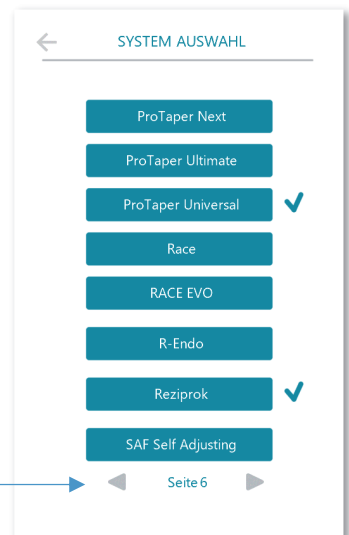 SYSTEM AUSWAHL
ProTaper Next
ProTaper Ultimate
ProTaper Universal
Race
RACE EVO
R-Endo
Reziprok
SAF Self Adjusting
Seite 6